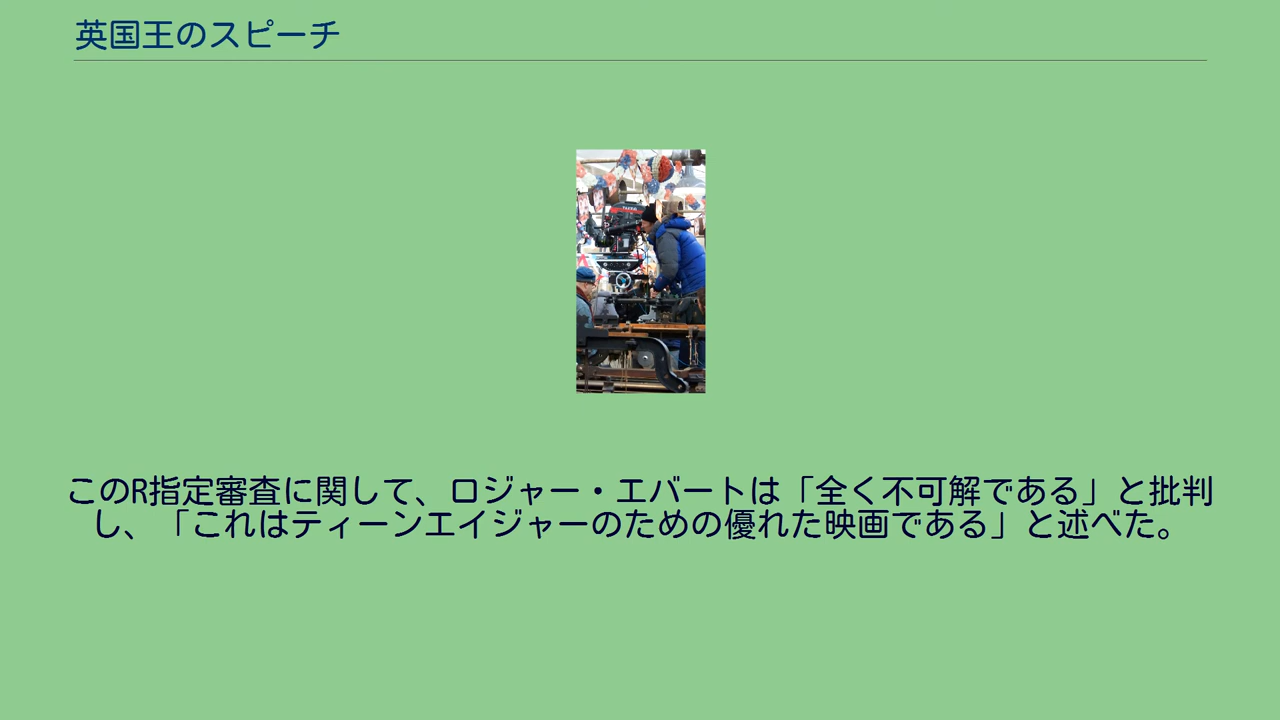 英国王のスピーチ
このR指定審査に関して、ロジャー・エバートは「全く不可解である」と批判
し、「これはティーンエイジャーのための優れた映画である」と述べた。